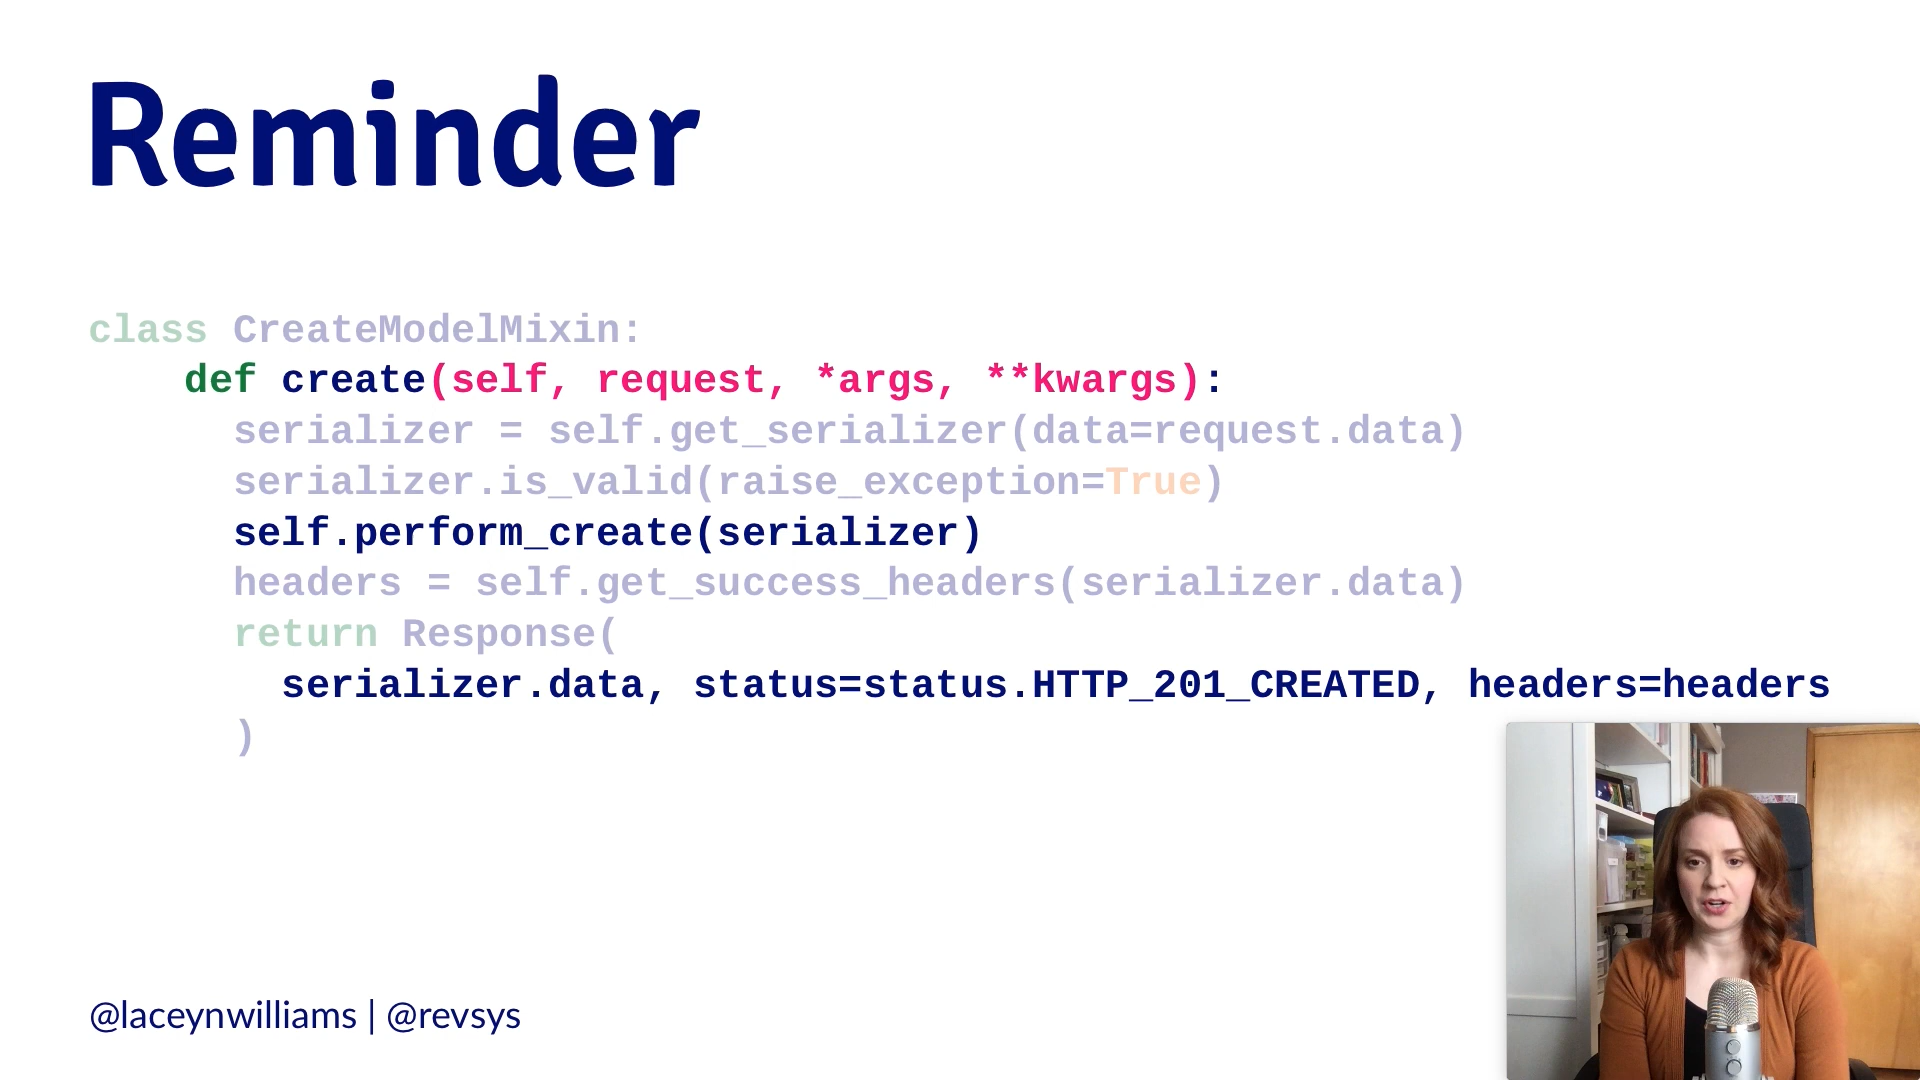 Reminder
class CreateModelMixin:
    def create(self, request, *args, **kwargs):
      serializer = self.get_serializer(data=request.data)
      serializer.is_valid(raise_exception=True)
      self.perform_create(serializer)
      headers = self.get_success_headers(serializer.data)
      return Response(
        serializer.data, status=status.HTTP_201_CREATED, headers=headers
      )
@laceynwilliams | @revsys